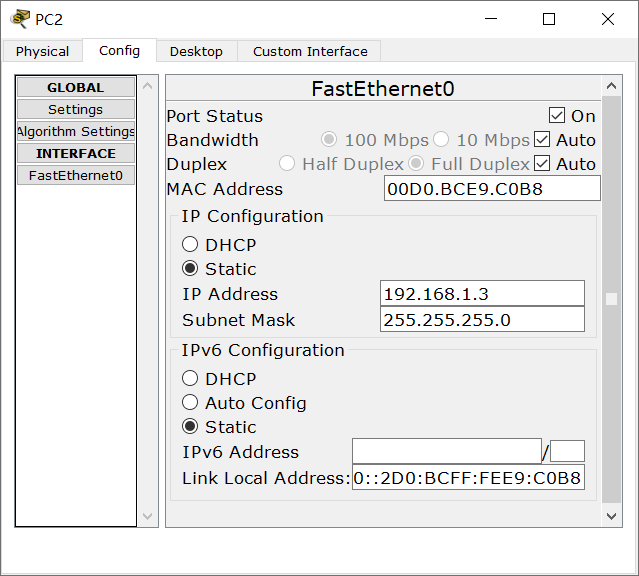 PC2
Physical Config Desktop Custom Interface
GLOBAL
Settings
Algorithm Settings
INTERFACE
FastEthernet0
FastEthernet0
Port Status On
Bandwidth 100 Mbps 10 Mbps Auto
Duplex Half Duplex Full Duplex Auto
MAC Address 00D0.BCE9.C0B8
IP Configuration
DHCP
Static
IP Address 192.168.1.3
Subnet Mask 255.255.255.0
IPv6 Configuration
DHCP
Auto Config
Static
IPv6 Address /
Link Local Address: 0::2D0:BCFF:FEE9:C0B8